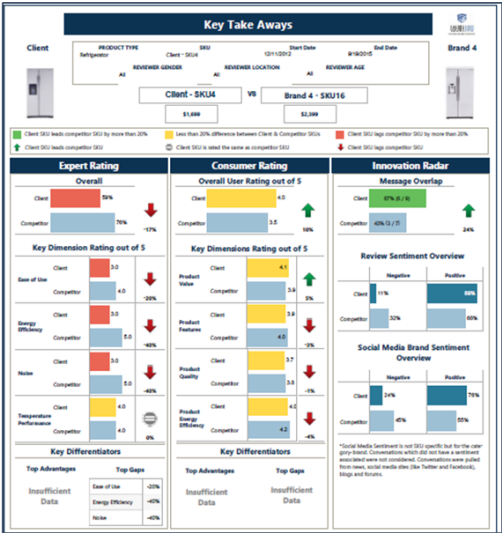 Key Take Aways
Client
Brand 4
PRODUCT TYPE SKU Start Date End Date
Refrigerator Client - SKU4 12/11/2012 9/19/2015
REVIEWER GENDER REVIEWER LOCATION REVIEWER AGE
All All All
Client - SKU4 VS Brand 4 - SKU16
$1,699 $2,399
Client SKU leads competitor SKU by more than 20% Less than 20% difference between Client & Competitor SKUs Client SKU lags competitor SKU by more than 20%
Client SKU leads competitor SKU Client SKU is rated the same as competitor SKU Client SKU lags competitor SKU
Expert Rating
Overall
Client 59%
Competitor 76%
-17%
Key Dimension Rating out of 5
Ease of Use
Client 3.0
Competitor 4.0
-20%
Energy Efficiency
Client 3.0
Competitor 5.0
-40%
Noise
Client 3.0
Competitor 5.0
-40%
Temperature Performance
Client 4.0
Competitor 4.0
0%
Key Differentiators
Top Advantages Top Gaps
Insufficient Data
Ease of Use -20%
Energy Efficiency -40%
Noise -40%
Consumer Rating
Overall User Rating out of 5
Client 4.0
Competitor 3.5
10%
Key Dimensions Rating out of 5
Product Value
Client 4.1
Competitor 3.9
5%
Product Features
Client 3.9
Competitor 4.0
-3%
Product Quality
Client 3.7
Competitor 3.8
-1%
Product Energy Efficiency
Client 4.0
Competitor 4.2
-4%
Key Differentiators
Top Advantages Top Gaps
Insufficient Data
Insufficient Data
Innovation Radar
Message Overlap
Client 67% (6 / 9)
Competitor 43% (3 / 7)
24%
Review Sentiment Overview
Negative Positive
Client 11% 89%
Competitor 32% 68%
Social Media Brand Sentiment
Overview
Negative Positive
Client 24% 76%
Competitor 45% 55%
*Social Media Sentiment is not SKU specific but for the cate
gory-brand. Conversations which did not have a sentiment
associated were not considered. Conversations were pulled
from news, social media sites (like Twitter and Facebook),
blogs and forums.